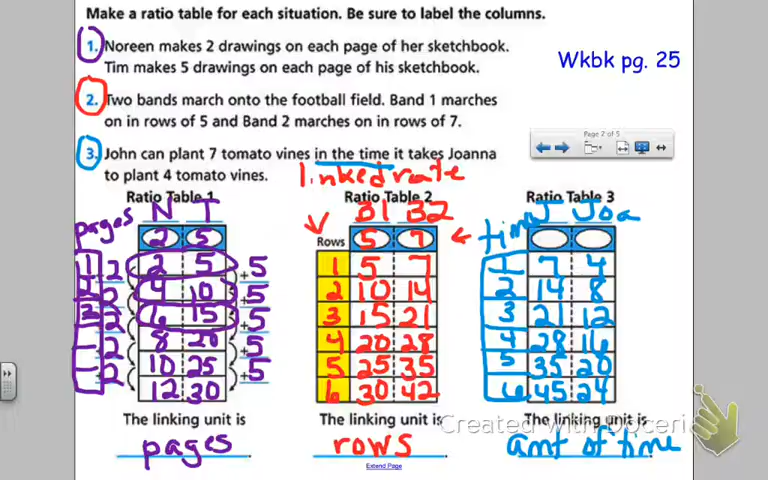 Make a ratio table for each situation. Be sure to label the columns.
1. Noreen makes 2 drawings on each page of her sketchbook.
Tim makes 5 drawings on each page of his sketchbook.
Wkbk pg. 25
2. Two bands march onto the football field. Band 1 marches
on in rows of 5 and Band 2 marches on in rows of 7.
Page 2 of 5
3. John can plant 7 tomato vines in the time it takes Joanna
to plant 4 tomato vines.
linked rate
Ratio Table 1 Ratio Table 2 Ratio Table 3
pages N T B1 B2 time J Joa
2 5 Rows 5 7
1 2 2 5 +5 1 5 7 1 7 4
2 4 10 +5 2 10 14 2 14 8
3 2 6 15 +5 3 15 21 3 21 12
2 8 20 +5 4 20 28 4 28 16
2 10 25 +5 5 25 35 5 35 20
12 30 6 30 42 6 45 24
The linking unit is The linking unit is The linking unit is
pages rows amt of time
Created with Doceri
Extend Page